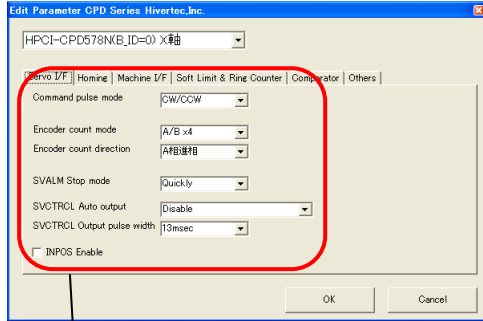 Edit Parameter CPD Series Hivertec,Inc.
HPCI-CPD578N(B_ID=0) X軸
Servo I/F | Homing | Machine I/F | Soft Limit & Ring Counter | Comparator | Others |
Command pulse mode CW/CCW
Encoder count mode A/B x4
Encoder count direction A相進相
SVALM Stop mode Quickly
SVCTRCL Auto output Disable
SVCTRCL Output pulse width 13msec
INPOS Enable
OK Cancel